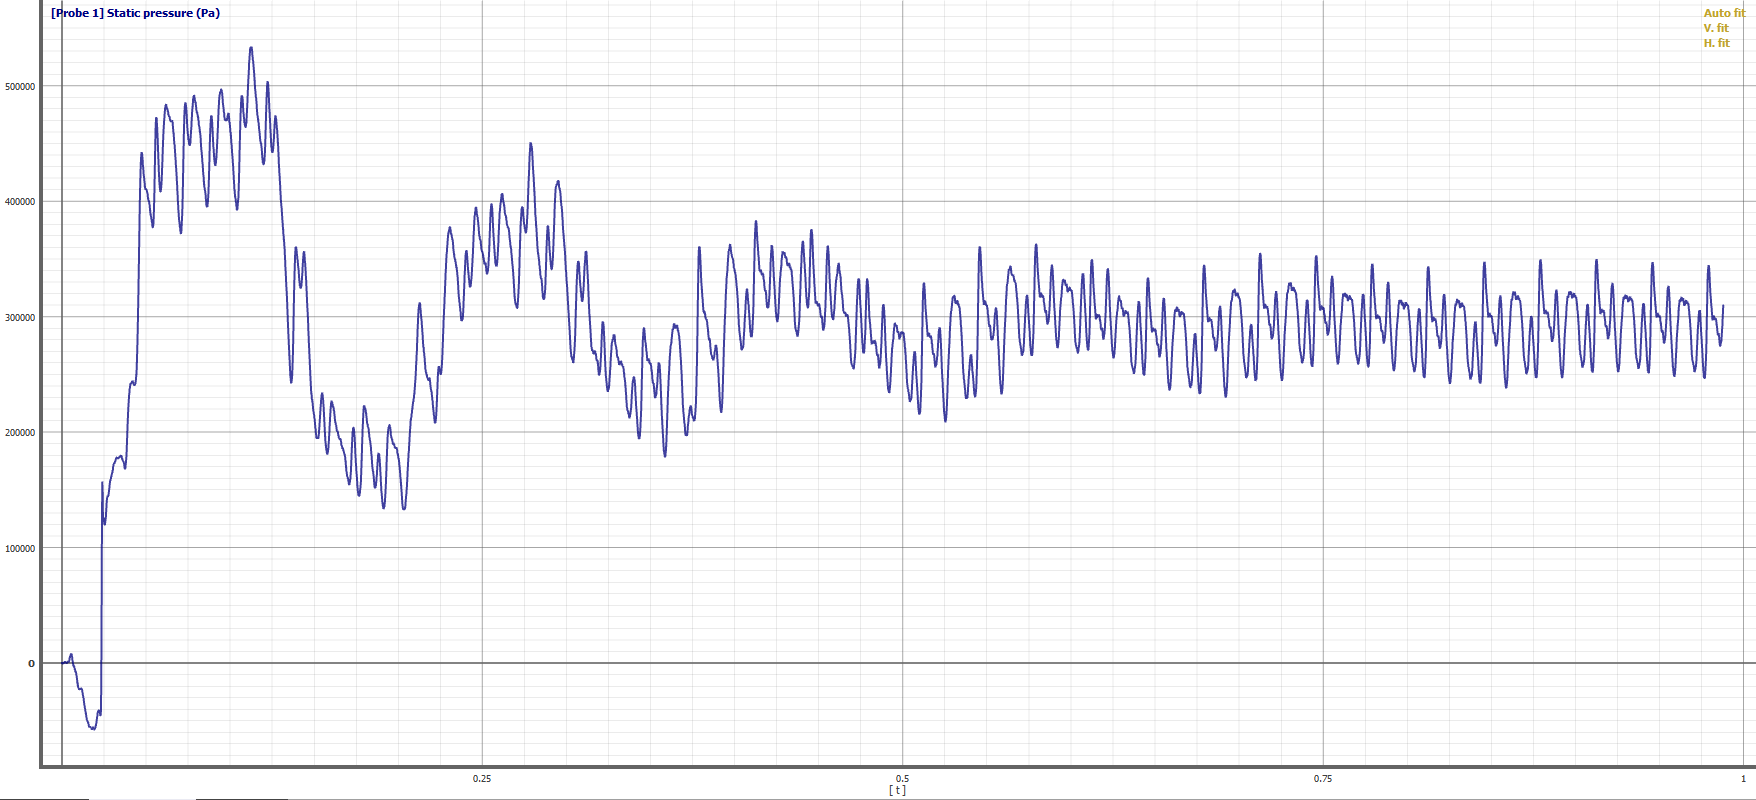 [Probe 1] Static pressure (Pa)
Auto fit
V. fit
H. fit
500000
400000
300000
200000
100000
0
0.25
0.5
0.75
1
[t]